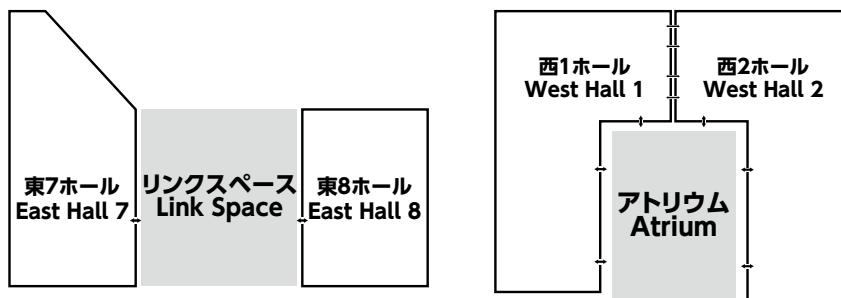 東7ホール
East Hall 7
リンクスペース
Link Space
東8ホール
East Hall 8
西1ホール
West Hall 1
西2ホール
West Hall 2
アトリウム
Atrium